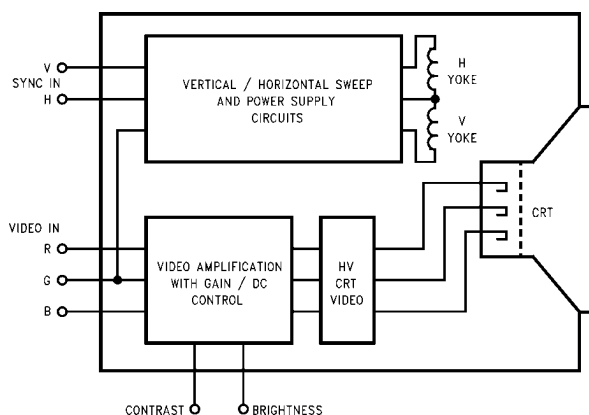 V
SYNC IN
H
VERTICAL / HORIZONTAL SWEEP
AND POWER SUPPLY
CIRCUITS
H
YOKE
V
YOKE
CRT
VIDEO IN
R
G
B
VIDEO AMPLIFICATION
WITH GAIN / DC
CONTROL
HV
CRT
VIDEO
CONTRAST
BRIGHTNESS